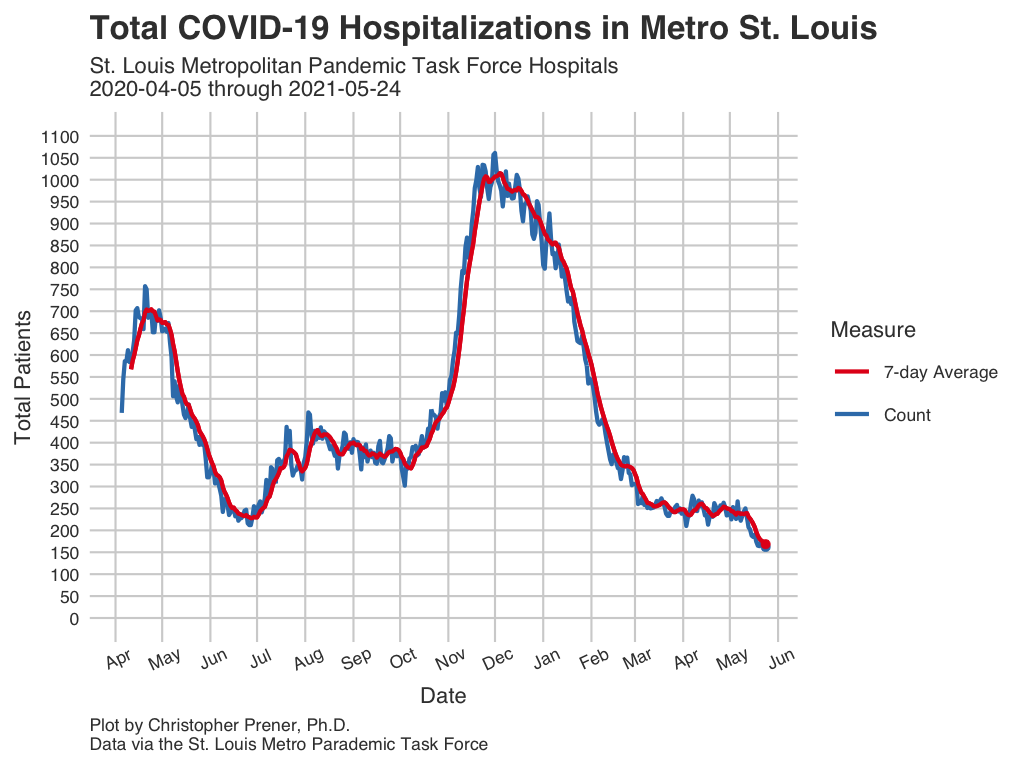 Total COVID-19 Hospitalizations in Metro St. Louis
St. Louis Metropolitan Pandemic Task Force Hospitals
2020-04-05 through 2021-05-24
1100
1050
1000
950
900
850
800
750
700
650
600
550
500
450
400
350
300
250
200
150
100
50
0
Total Patients
Apr May Jun Jul Aug Sep Oct Nov Dec Jan Feb Mar Apr May Jun
Date
Measure
7-day Average
Count
Plot by Christopher Prener, Ph.D.
Data via the St. Louis Metro Parademic Task Force